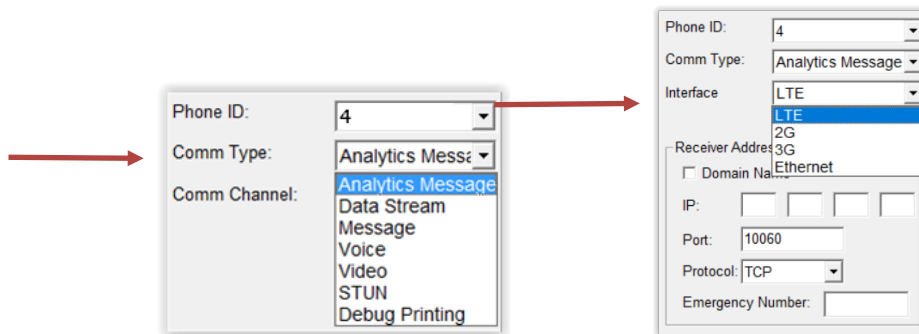 Phone ID: 4
Comm Type: Analytics Messa
Comm Channel:
Analytics Message
Data Stream
Message
Voice
Video
STUN
Debug Printing
Phone ID: 4
Comm Type: Analytics Message
Interface LTE
LTE
2G
3G
Ethernet
Receiver Addres
Domain Na
IP:
Port: 10060
Protocol: TCP
Emergency Number: